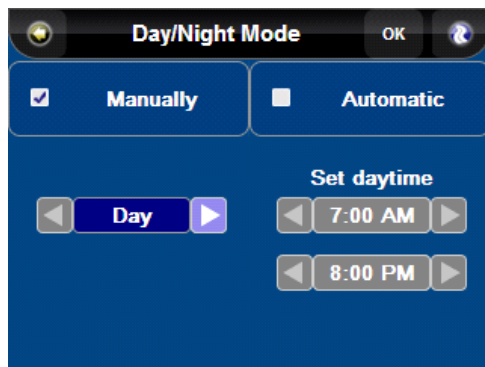 Day/Night Mode OK
Manually Automatic
Set daytime
Day 7:00 AM
8:00 PM